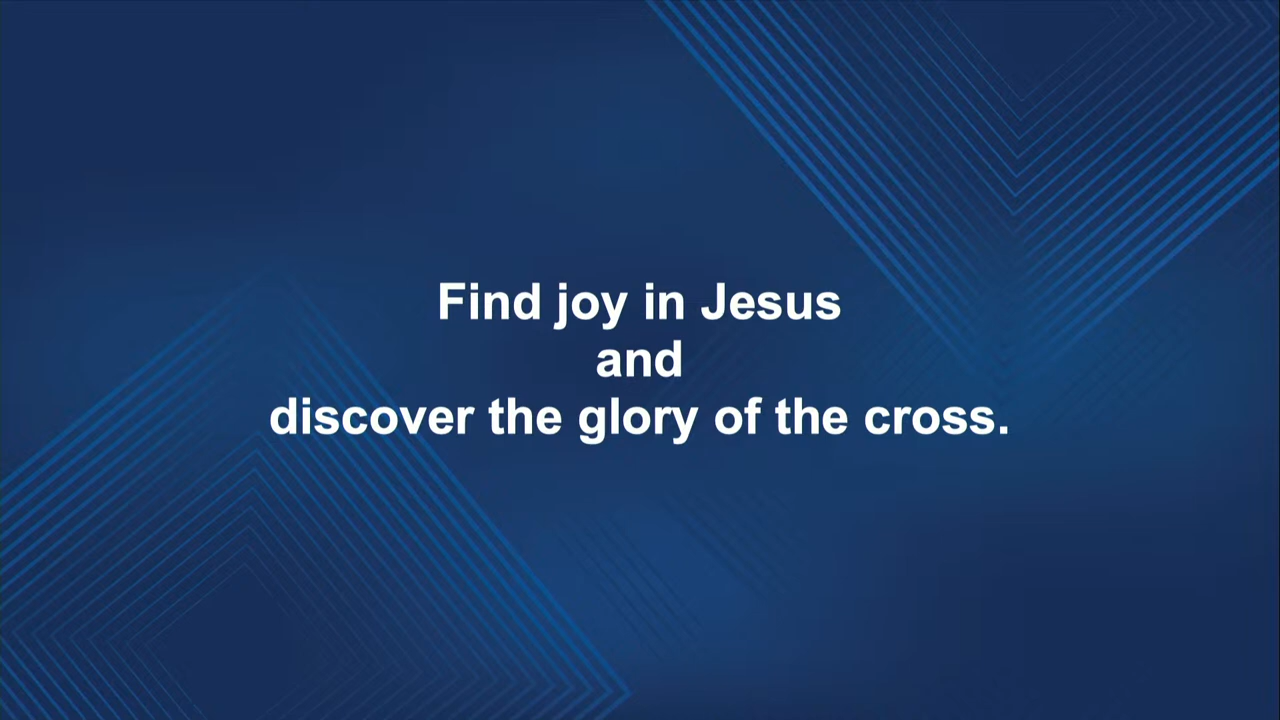 Find joy in Jesus
and
discover the glory of the cross.